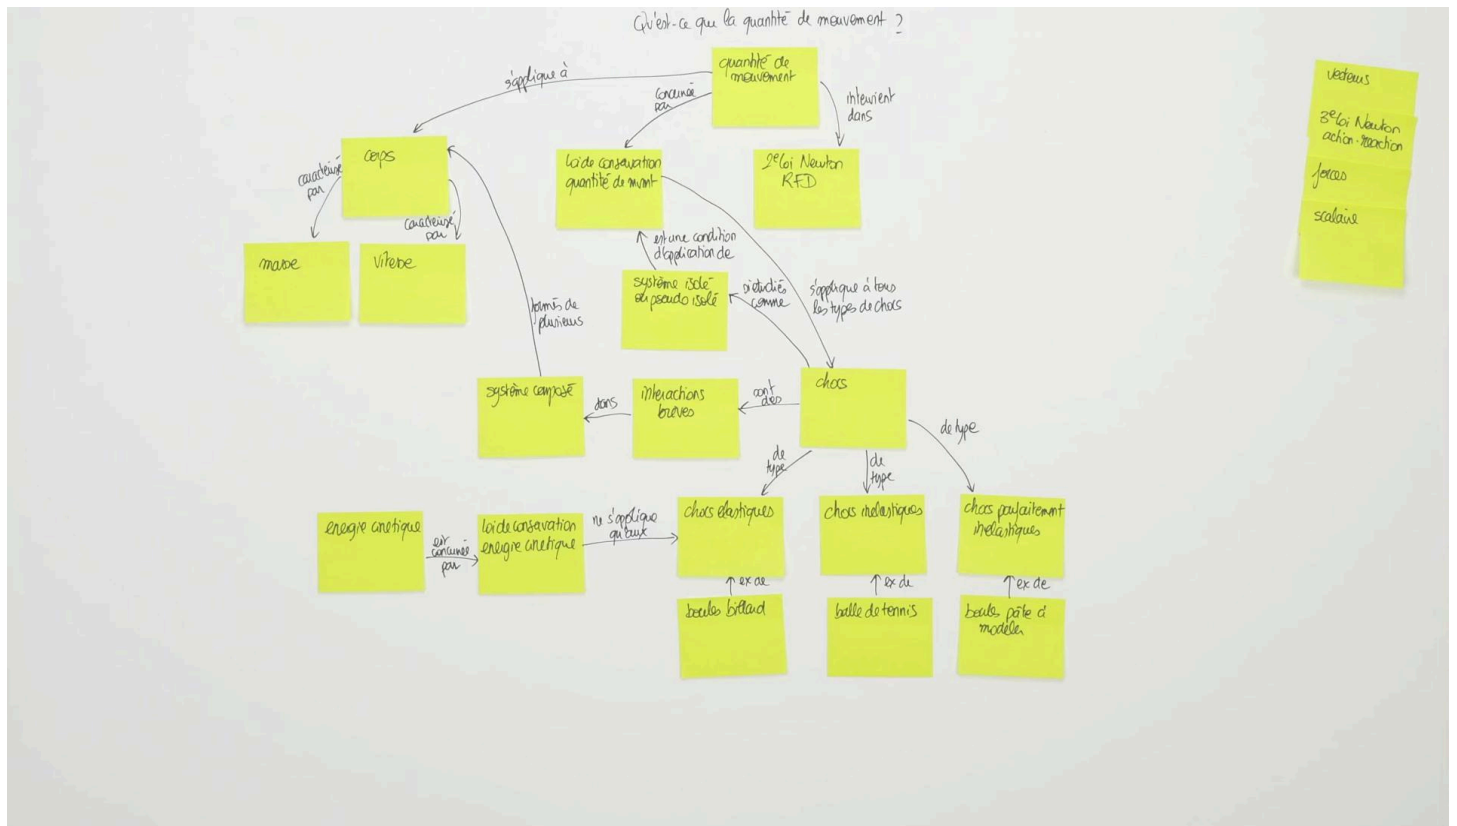 Qu'est-ce que la quantité de mouvement ?
quantité de
mouvement
s'applique à
concernée
par
intervient
dans
corps
loi de conservation
quantité de mvmt
2e loi Newton
RFD
caractérisé
par
caractérisé
par
masse
vitesse
est une condition
d'application de
système isolé
ou pseudo isolé
s'applique à tous
les types de chocs
formés de
plusieurs
système composé
dans
interactions
brèves
sont
des
chocs
de
type
de
type
de type
énergie cinétique
est
concernée
par
loi de conservation
énergie cinétique
ne s'applique
qu'aux
chocs élastiques
chocs inélastiques
chocs parfaitement
inélastiques
ex de
ex de
ex de
boules billard
balle de tennis
boules pâte à
modeler
vecteurs
3e loi Newton
action-réaction
forces
scalaire